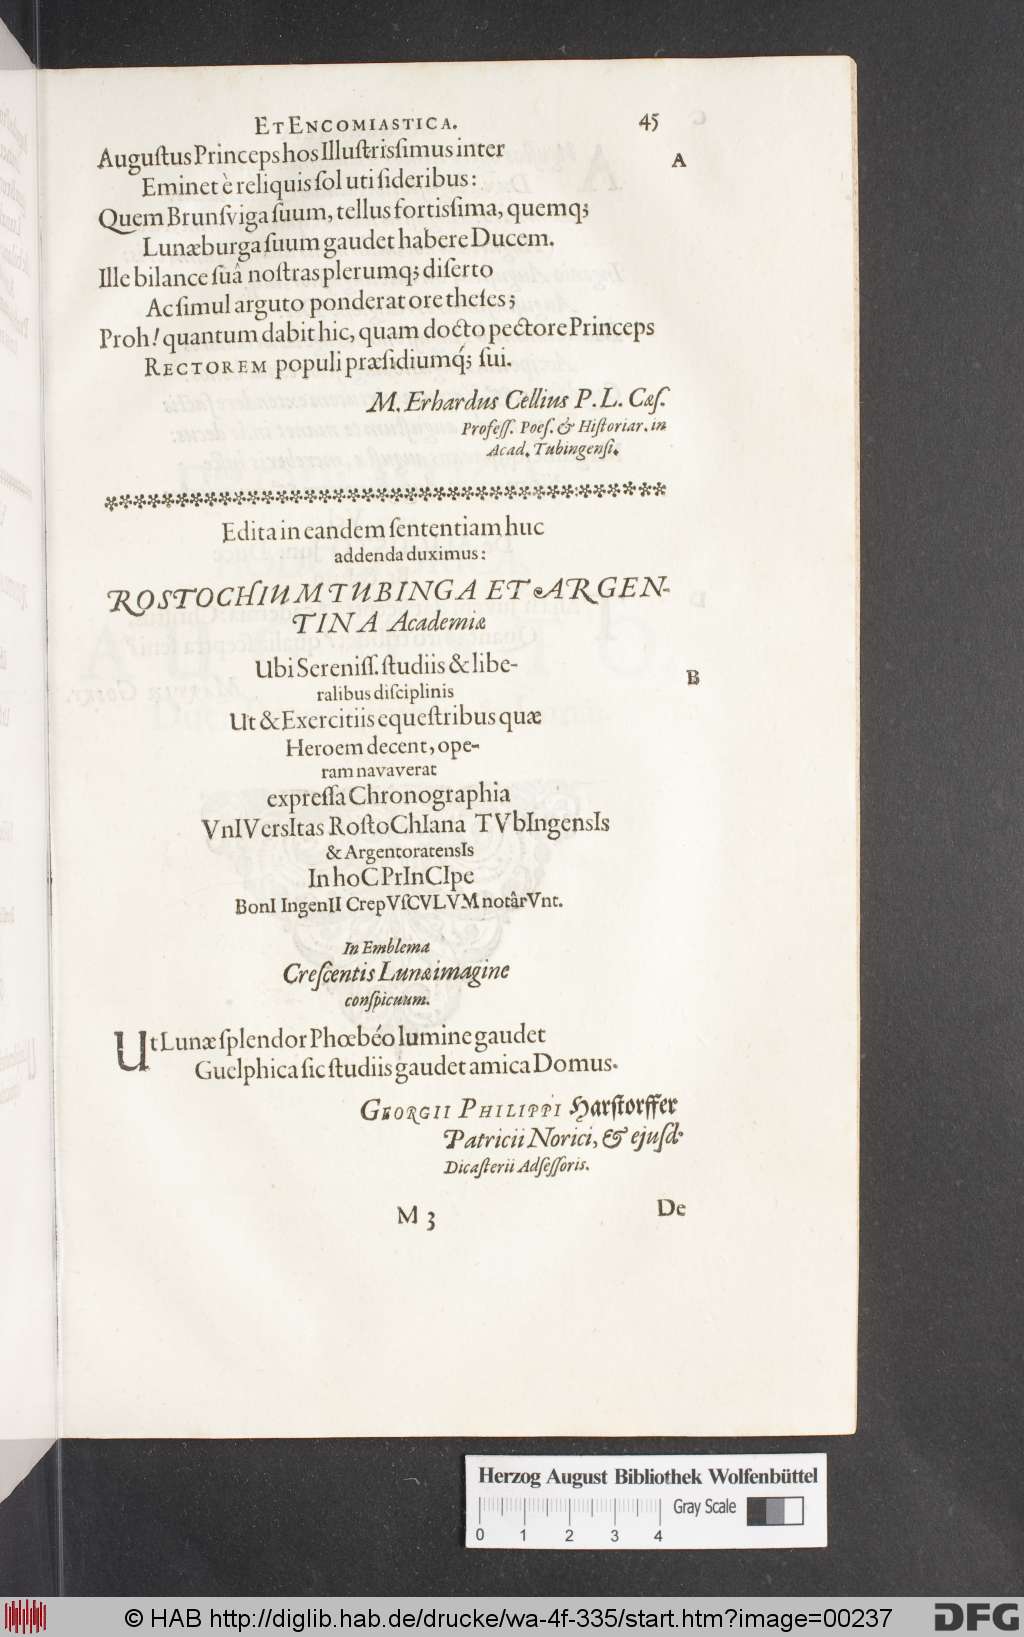 ET ENCOMIASTICA. 45
Auguſtus Princeps hos Illuſtrisſimus inter A
Eminet è reliquis ſol uti ſideribus:
Quem Brunſviga ſuum, tellus fortisſima, quemq;
Lunæburga ſuum gaudet habere Ducem.
Ille bilance ſuâ noſtras plerumq; diſerto
Ac ſimul arguto ponderat ore theſes;
Proh! quantum dabit hic, quam docto pectore Princeps
RECTOREM populi præſidiumq́; ſui.
M. Erhardus Cellius P. L. Cæſ.
Profeſſ. Poeſ. & Hiſtoriar. in
Acad. Tubingenſi.
Edita in eandem ſententiam huc
addenda duximus:
ROSTOCHIUM TUBINGA ET ARGEN-
TINA Academiæ
Ubi Sereniſſ. ſtudiis & libe- B
ralibus diſciplinis
Ut & Exercitiis equeſtribus quæ
Heroem decent, ope-
ram navaverat
expreſſa Chronographia
VnIVersItas RoſtoChIana TVbIngensIs
& ArgentoratensIs
In hoC PrInCIpe
BonI IngenII CrepVſCVLVM notârVnt.
In Emblema
Creſcentis Lunæ imagine
conſpicuum.
Ut Lunæ ſplendor Phœbéo lumine gaudet
Guelphica ſic ſtudiis gaudet amica Domus.
GEORGII PHILIPPI Harſtorffer
Patricii Norici, & ejuſd.
Dicaſterii Adſeſſoris.
M 3 De
Herzog August Bibliothek Wolfenbüttel
Gray Scale
0 1 2 3 4
© HAB http://diglib.hab.de/drucke/wa-4f-335/start.htm?image=00237 DFG